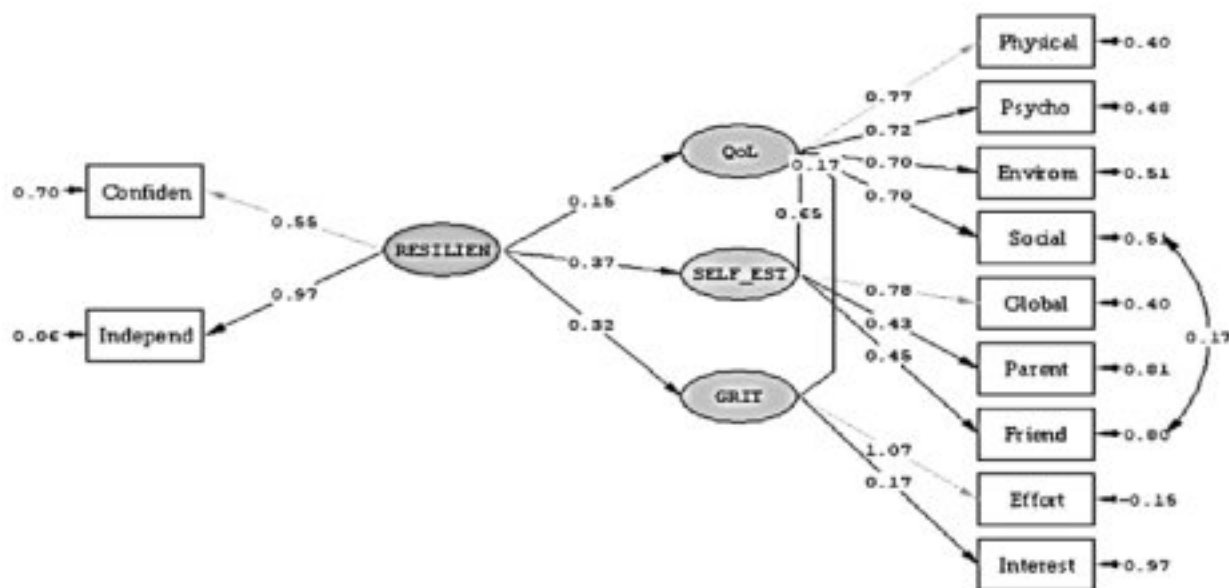 Physical
0.40
0.77
Psycho
0.48
0.72
QoL
0.17
0.70
Envirom
0.51
Confiden
0.70
0.55
0.15
0.65
0.70
Social
0.51
RESILIEN
0.37
SELF_EST
0.78
Global
0.40
0.97
0.43
0.17
Independ
0.06
0.32
0.45
Parent
0.81
GRIT
Friend
0.80
1.07
0.17
Effort
-0.15
Interest
0.97